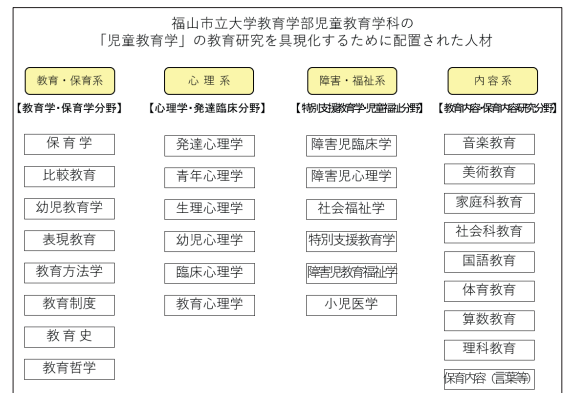 福山市立大学教育学部児童教育学科の
「児童教育学」の教育研究を具現化するために配置された人材
教育・保育系
心理系
障害・福祉系
内容系
【教育学・保育学分野】
【心理学・発達臨床分野】
【特別支援教育学・児童福祉分野】
【教育内容・保育内容研究分野】
保育学
比較教育
幼児教育学
表現教育
教育方法学
教育制度
教育史
教育哲学
発達心理学
青年心理学
生理心理学
幼児心理学
臨床心理学
教育心理学
障害児臨床学
障害児心理学
社会福祉学
特別支援教育学
障害児教育福祉学
小児医学
音楽教育
美術教育
家庭科教育
社会科教育
国語教育
体育教育
算数教育
理科教育
保育内容（言葉等）